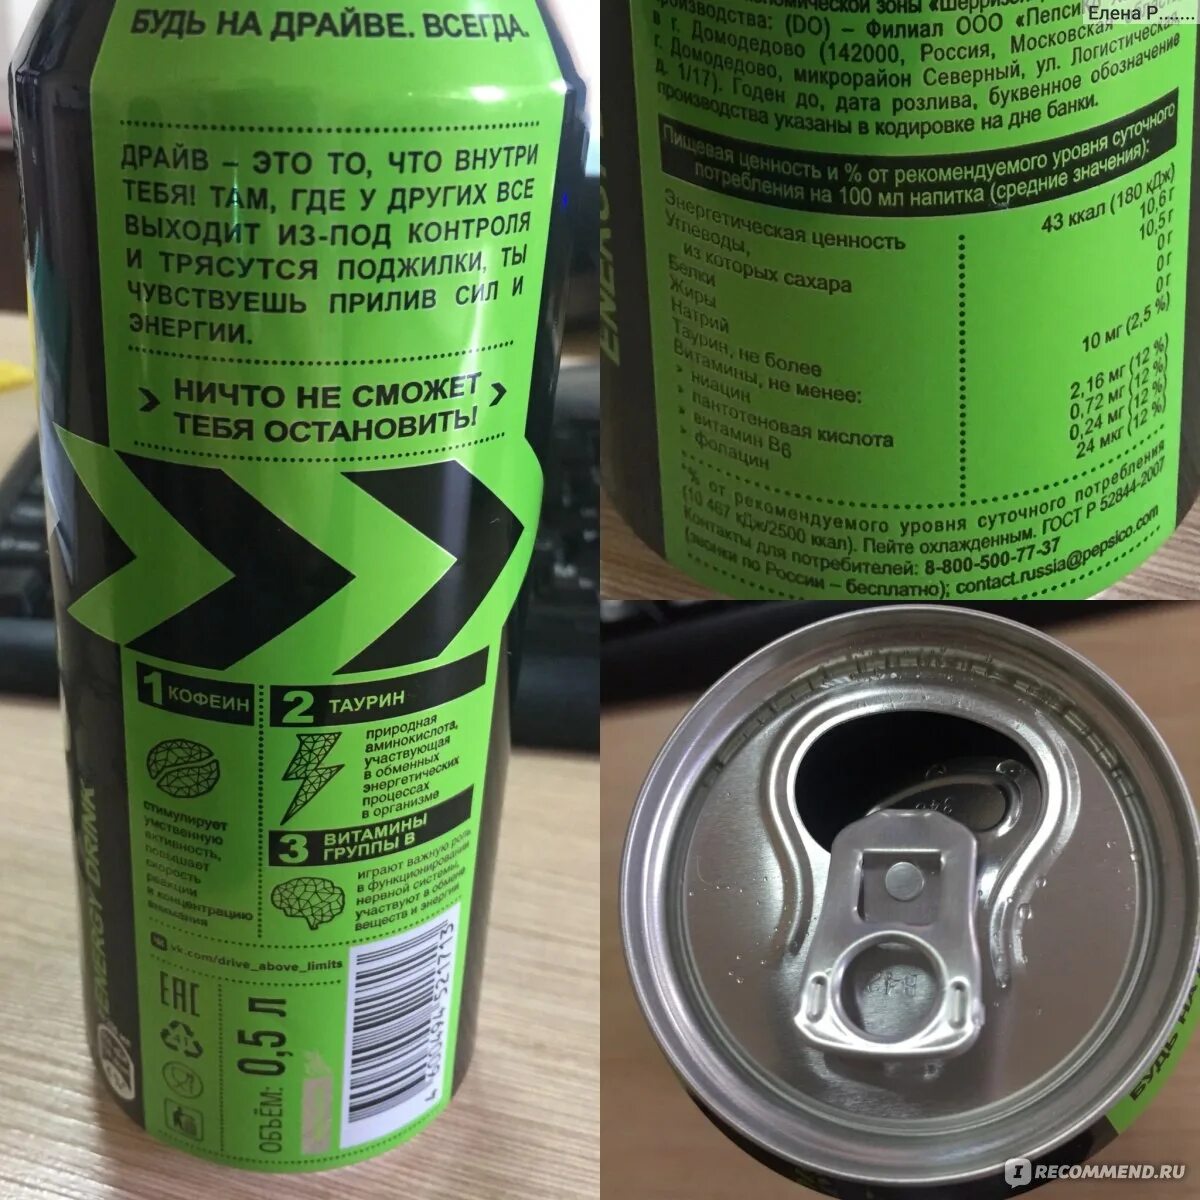 БУДЬ НА ДРАЙВЕ. ВСЕГДА.
ДРАЙВ – ЭТО ТО, ЧТО ВНУТРИ
ТЕБЯ! ТАМ, ГДЕ У ДРУГИХ ВСЕ
ВЫХОДИТ ИЗ-ПОД КОНТРОЛЯ
И ТРЯСУТСЯ ПОДЖИЛКИ, ТЫ
ЧУВСТВУЕШЬ ПРИЛИВ СИЛ И
ЭНЕРГИИ.
НИЧТО НЕ СМОЖЕТ
ТЕБЯ ОСТАНОВИТЬ!
1 КОФЕИН
стимулирует
умственную
активность,
повышает
скорость
реакции
и концентрацию
внимания
2 ТАУРИН
природная
аминокислота,
участвующая
в обменных
энергетических
процессах
в организме
3 ВИТАМИНЫ
ГРУППЫ В
играют важную роль
в функционировании
нервной системы,
участвуют в обмене
веществ и энергии
vk.com/drive_above_limits
EAC
41
ОБЪЁМ: 0,5 л
4 600494 521713
ENERGY DRINK
Елена Р.......
экономической зоны
производства: (DO) – Филиал ООО
в г. Домодедово (142000, Россия, Московская
г. Домодедово, микрорайон Северный, ул. Логистическая
д. 1/17). Годен до, дата розлива, буквенное обозначение
производства указаны в кодировке на дне банки.
Пищевая ценность и % от рекомендуемого уровня суточного
потребления на 100 мл напитка (средние значения):
Энергетическая ценность 43 ккал (180 кДж)
Углеводы, 10,6 г
из которых сахара 10,5 г
Белки 0 г
Жиры 0 г
Натрий 0 г
Таурин, не более 10 мг (2,5 %)
Витамины, не менее:
ниацин 2,16 мг (12 %)
пантотеновая кислота 0,72 мг (12 %)
витамин В6 0,24 мг (12 %)
фолацин 24 мкг (12 %)
* % от рекомендуемого уровня суточного потребления
(10 467 кДж/2500 ккал). Пейте охлажденным. ГОСТ Р 52844-2007
Контакты для потребителей: 8-800-500-77-37
(звонки по России – бесплатно); contact.russia@pepsico.com
RECOMMEND.RU